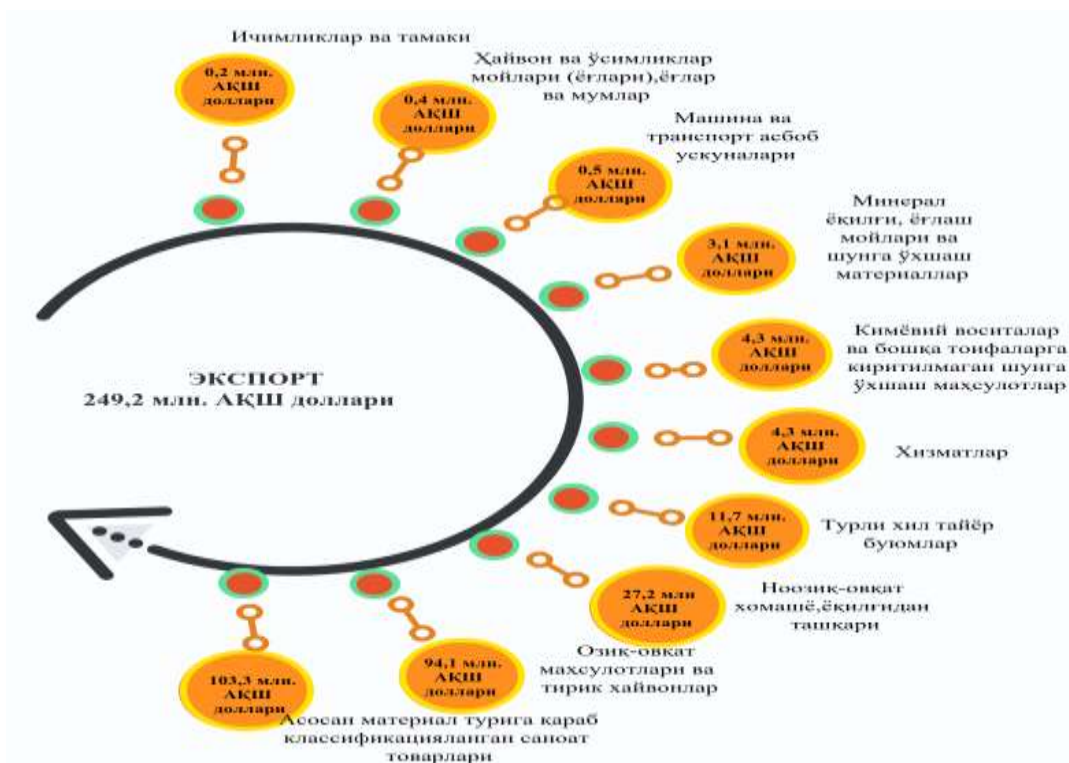 Ичимликлар ва тамаки
0,2 млн.
АҚШ
доллари
Ҳайвон ва ўсимликлар
мойлари (ёғлари),ёғлар
ва мумлар
0,4 млн.
АҚШ
доллари
Машина ва
транспорт асбоб
ускуналари
0,5 млн.
АҚШ
доллари
Минерал
ёқилғи, ёғлаш
мойлари ва
шунга ўхшаш
материаллар
3,1 млн.
АҚШ
доллари
Кимёвий воситалар
ва бошқа тоифаларга
киритилмаган шунга
ўхшаш маҳсулотлар
4,3 млн.
АҚШ
доллари
ЭКСПОРТ
249,2 млн. АҚШ доллари
Хизматлар
4,3 млн.
АҚШ
доллари
Турли хил тайёр
буюмлар
11,7 млн.
АҚШ
доллари
Ноозиқ-овқат
хомашё,ёқилғидан
ташқари
27,2 млн
АҚШ
доллари
Озиқ-овқат
маҳсулотлари ва
тирик ҳайвонлар
94,1 млн.
АҚШ
доллари
103,3 млн.
АҚШ
доллари
Асосан материал турига қараб
классификацияланган саноат
товарлари